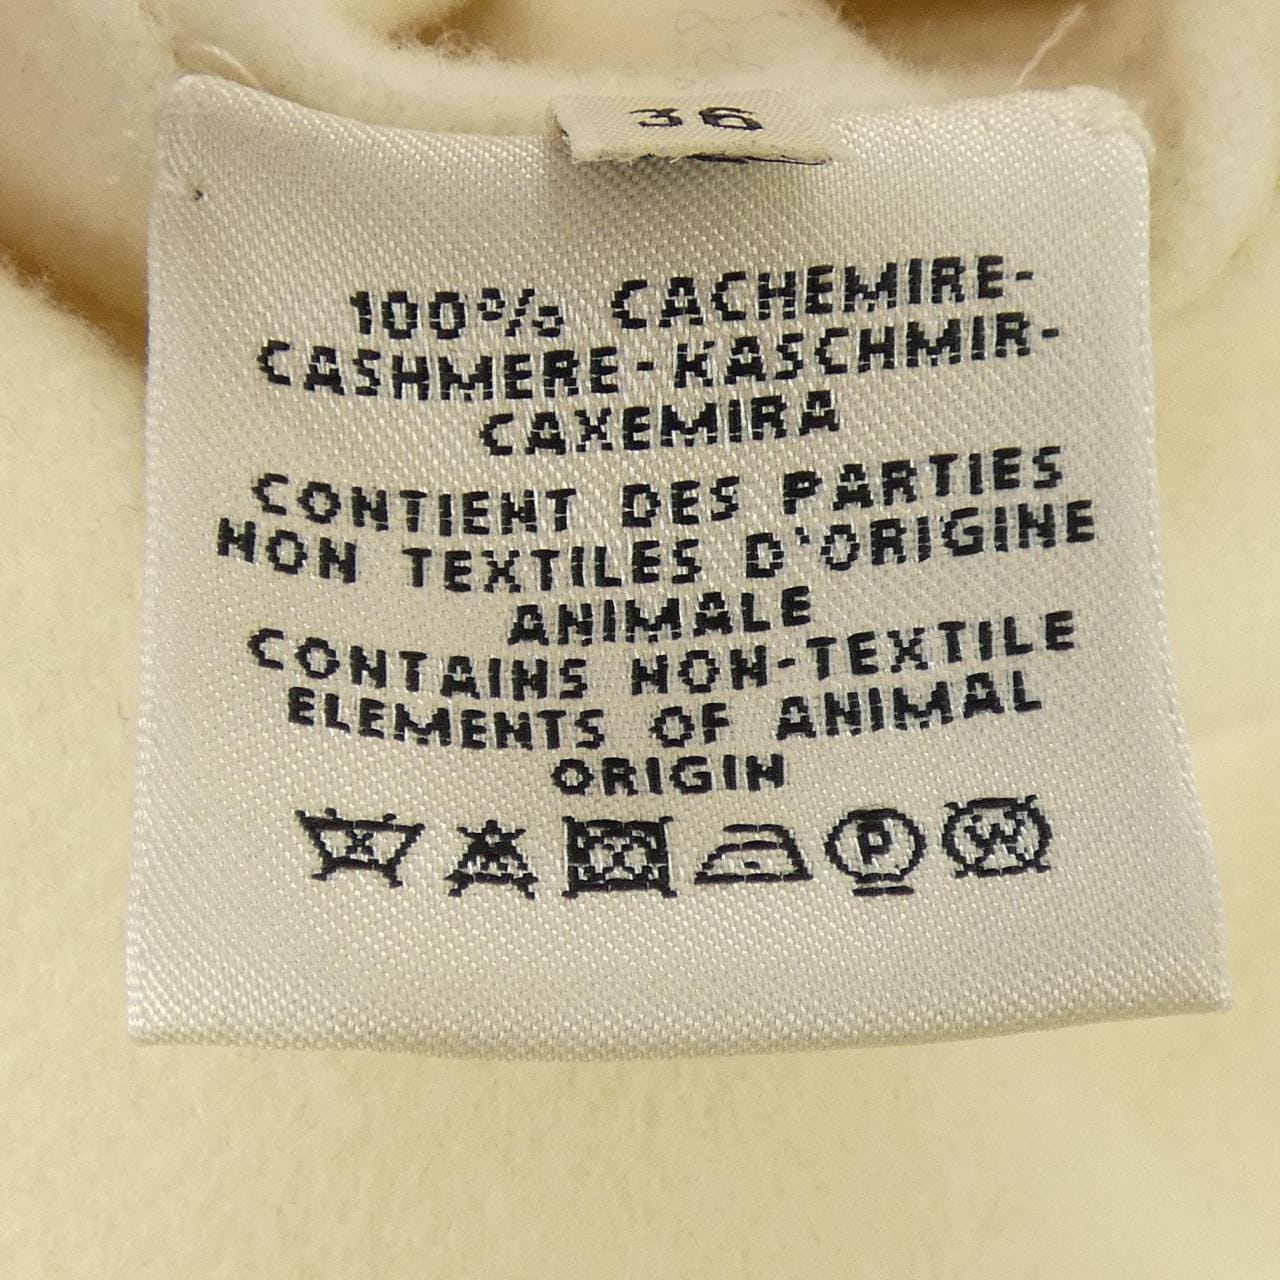 36
100% CACHEMIRE-
CASHMERE-KASCHMIR-
CAXEMIRA
CONTIENT DES PARTIES
NON TEXTILES D'ORIGINE
ANIMALE
CONTAINS NON-TEXTILE
ELEMENTS OF ANIMAL
ORIGIN
P W